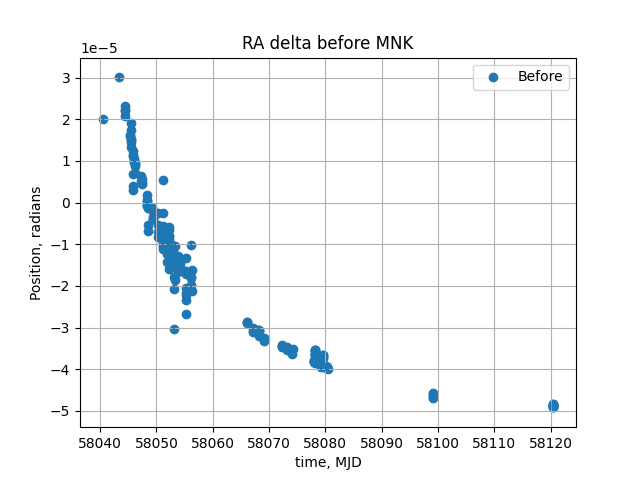 RA delta before MNK
1e−5
Before
3
2
1
0
−1
−2
−3
−4
−5
Position, radians
58040 58050 58060 58070 58080 58090 58100 58110 58120
time, MJD